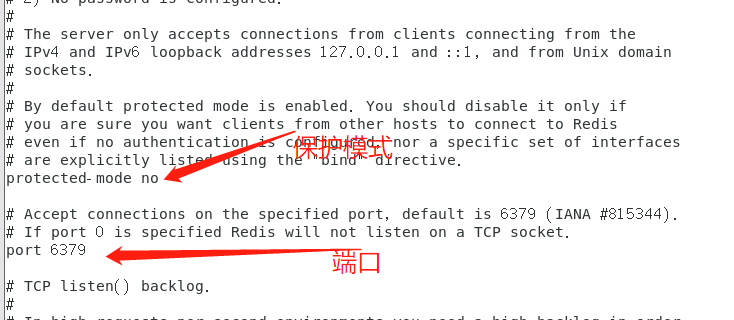 # 2) No password is configured.
#
# The server only accepts connections from clients connecting from the
# IPv4 and IPv6 loopback addresses 127.0.0.1 and ::1, and from Unix domain
# sockets.
#
# By default protected mode is enabled. You should disable it only if
# you are sure you want clients from other hosts to connect to Redis
# even if no authentication is configured, nor a specific set of interfaces
# are explicitly listed using the "bind" directive.
保护模式
protected-mode no
# Accept connections on the specified port, default is 6379 (IANA #815344).
# If port 0 is specified Redis will not listen on a TCP socket.
port 6379
端口
# TCP listen() backlog.
#
# In high requests-per-second environments you need a high backlog in order